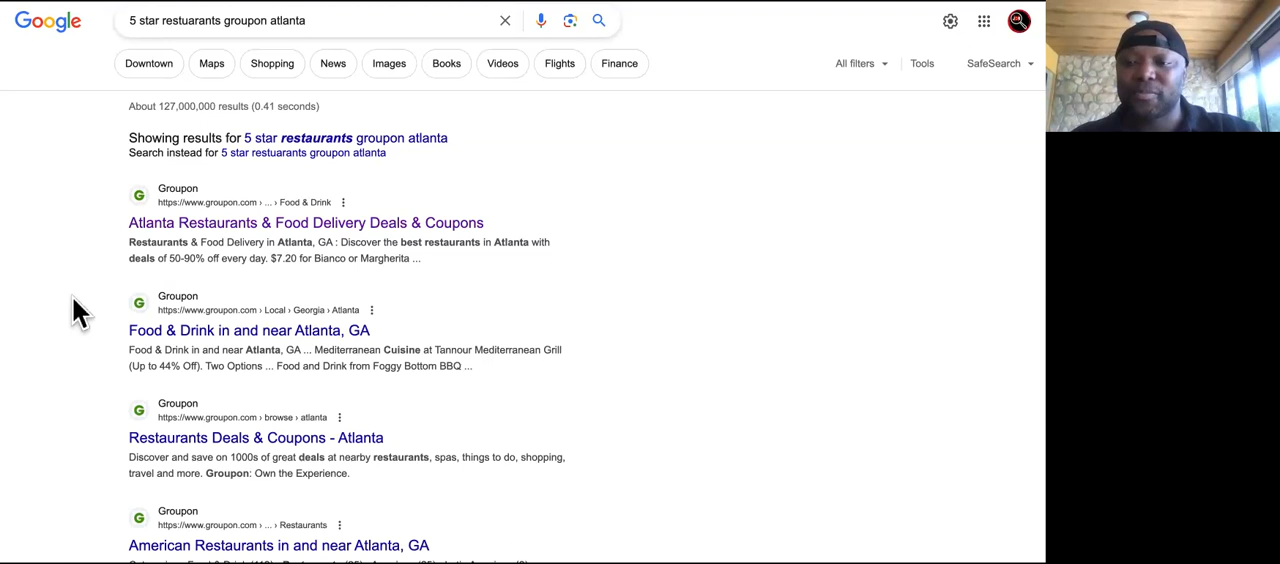 Google
5 star restuarants groupon atlanta
Downtown
Maps
Shopping
News
Images
Books
Videos
Flights
Finance
All filters
Tools
SafeSearch
About 127,000,000 results (0.41 seconds)
Showing results for 5 star restaurants groupon atlanta
Search instead for 5 star restuarants groupon atlanta
G
Groupon
https://www.groupon.com › ... › Food & Drink
Atlanta Restaurants & Food Delivery Deals & Coupons
Restaurants & Food Delivery in Atlanta, GA : Discover the best restaurants in Atlanta with
deals of 50-90% off every day. $7.20 for Bianco or Margherita ...
G
Groupon
https://www.groupon.com › Local › Georgia › Atlanta
Food & Drink in and near Atlanta, GA
Food & Drink in and near Atlanta, GA ... Mediterranean Cuisine at Tannour Mediterranean Grill
(Up to 44% Off). Two Options ... Food and Drink from Foggy Bottom BBQ ...
G
Groupon
https://www.groupon.com › browse › atlanta
Restaurants Deals & Coupons - Atlanta
Discover and save on 1000s of great deals at nearby restaurants, spas, things to do, shopping,
travel and more. Groupon: Own the Experience.
G
Groupon
https://www.groupon.com › ... › Restaurants
American Restaurants in and near Atlanta, GA